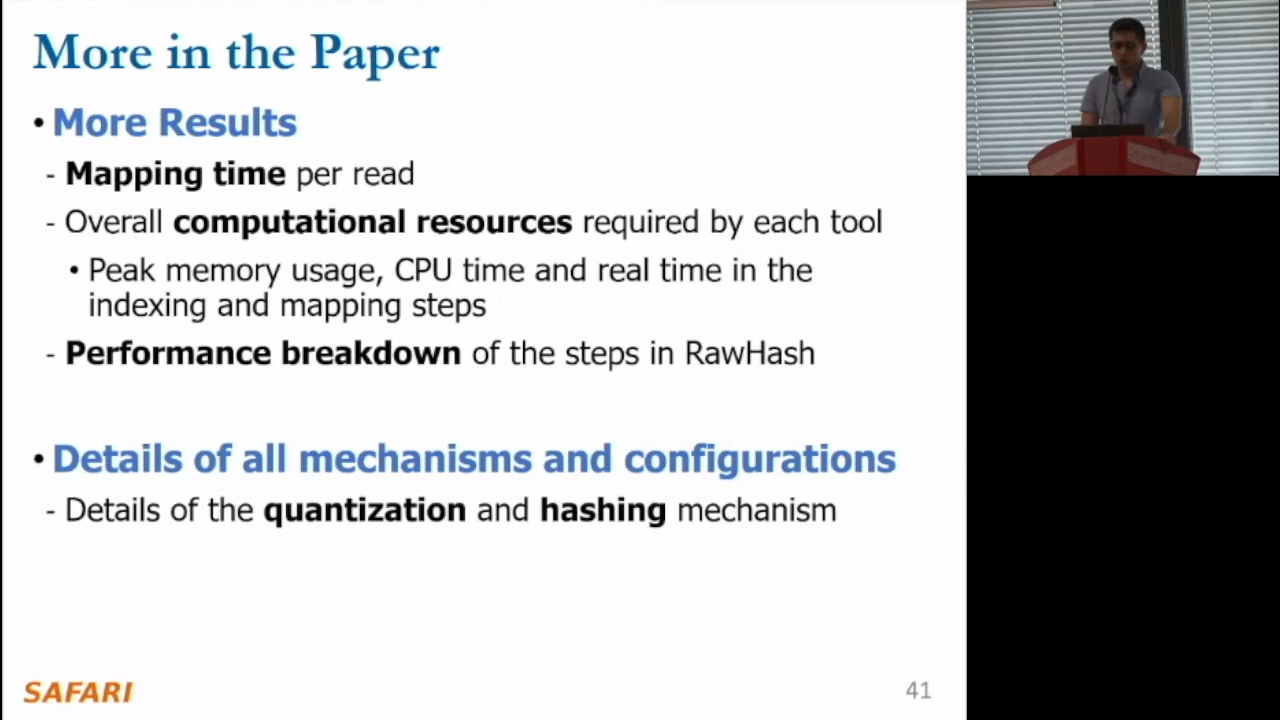 More in the Paper
• More Results
- Mapping time per read
- Overall computational resources required by each tool
• Peak memory usage, CPU time and real time in the
indexing and mapping steps
- Performance breakdown of the steps in RawHash
• Details of all mechanisms and configurations
- Details of the quantization and hashing mechanism
SAFARI
41